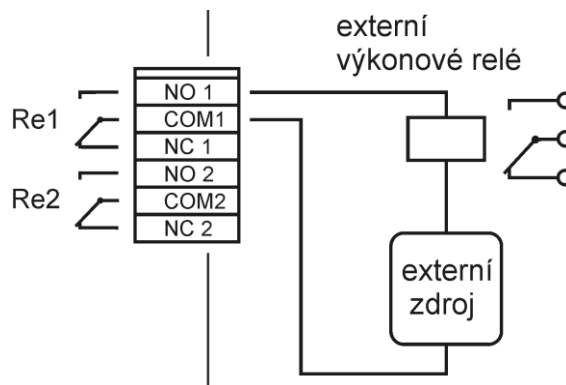 externí
výkonové relé
NO 1
Re1
COM1
NC 1
NO 2
Re2
COM2
NC 2
externí
zdroj